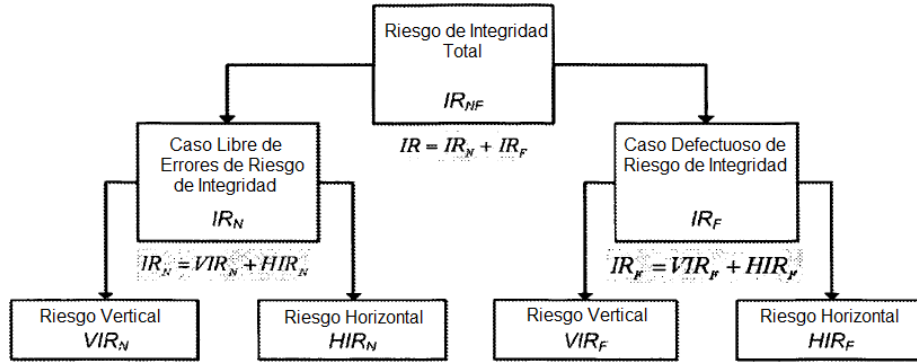 Riesgo de Integridad
Total
IR_NF
IR = IR_N + IR_F
Caso Libre de
Errores de Riesgo
de Integridad
IR_N
Caso Defectuoso de
Riesgo de Integridad
IR_F
IR_N = VIR_N + HIR_N
IR_F = VIR_F + HIR_F
Riesgo Vertical
VIR_N
Riesgo Horizontal
HIR_N
Riesgo Vertical
VIR_F
Riesgo Horizontal
HIR_F